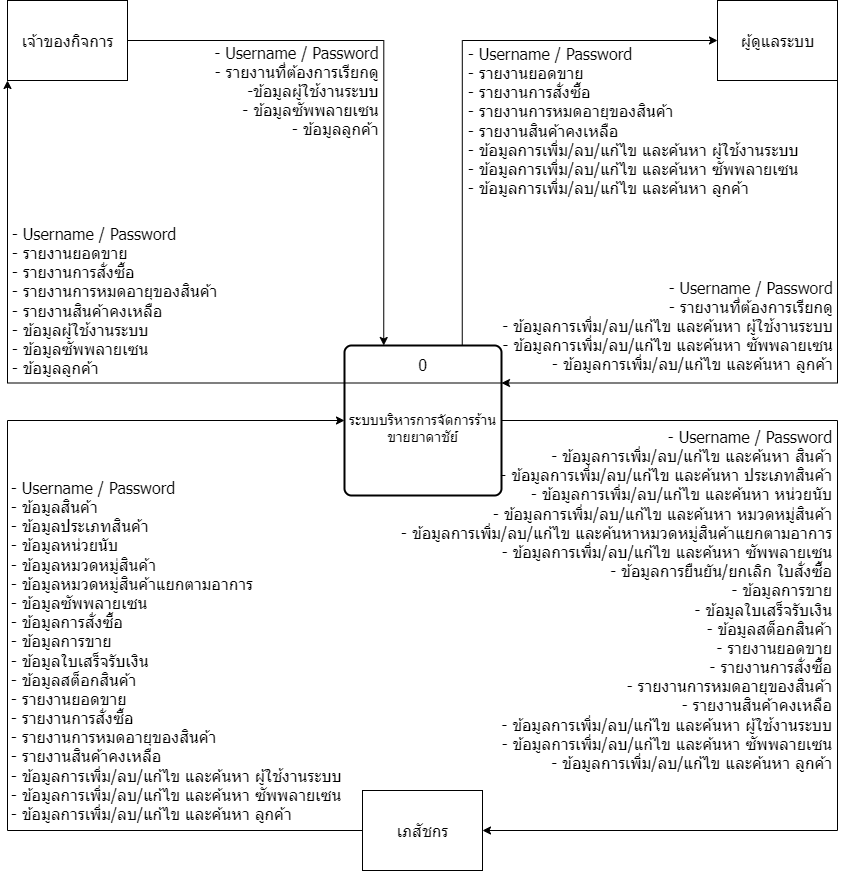 เจ้าของกิจการ
ผู้ดูแลระบบ
- Username / Password
- รายงานที่ต้องการเรียกดู
-ข้อมูลผู้ใช้งานระบบ
- ข้อมูลซัพพลายเซน
- ข้อมูลลูกค้า
- Username / Password
- รายงานยอดขาย
- รายงานการสั่งซื้อ
- รายงานการหมดอายุของสินค้า
- รายงานสินค้าคงเหลือ
- ข้อมูลการเพิ่ม/ลบ/แก้ไข และค้นหา ผู้ใช้งานระบบ
- ข้อมูลการเพิ่ม/ลบ/แก้ไข และค้นหา ซัพพลายเซน
- ข้อมูลการเพิ่ม/ลบ/แก้ไข และค้นหา ลูกค้า
- Username / Password
- รายงานยอดขาย
- รายงานการสั่งซื้อ
- รายงานการหมดอายุของสินค้า
- รายงานสินค้าคงเหลือ
- ข้อมูลผู้ใช้งานระบบ
- ข้อมูลซัพพลายเซน
- ข้อมูลลูกค้า
- Username / Password
- รายงานที่ต้องการเรียกดู
- ข้อมูลการเพิ่ม/ลบ/แก้ไข และค้นหา ผู้ใช้งานระบบ
- ข้อมูลการเพิ่ม/ลบ/แก้ไข และค้นหา ซัพพลายเซน
- ข้อมูลการเพิ่ม/ลบ/แก้ไข และค้นหา ลูกค้า
0
ระบบบริหารการจัดการร้าน
ขายยาดาชัย์
- Username / Password
- ข้อมูลสินค้า
- ข้อมูลประเภทสินค้า
- ข้อมูลหน่วยนับ
- ข้อมูลหมวดหมู่สินค้า
- ข้อมูลหมวดหมู่สินค้าแยกตามอาการ
- ข้อมูลซัพพลายเซน
- ข้อมูลการสั่งซื้อ
- ข้อมูลการขาย
- ข้อมูลใบเสร็จรับเงิน
- ข้อมูลสต็อกสินค้า
- รายงานยอดขาย
- รายงานการสั่งซื้อ
- รายงานการหมดอายุของสินค้า
- รายงานสินค้าคงเหลือ
- ข้อมูลการเพิ่ม/ลบ/แก้ไข และค้นหา ผู้ใช้งานระบบ
- ข้อมูลการเพิ่ม/ลบ/แก้ไข และค้นหา ซัพพลายเซน
- ข้อมูลการเพิ่ม/ลบ/แก้ไข และค้นหา ลูกค้า
- Username / Password
- ข้อมูลการเพิ่ม/ลบ/แก้ไข และค้นหา สินค้า
- ข้อมูลการเพิ่ม/ลบ/แก้ไข และค้นหา ประเภทสินค้า
- ข้อมูลการเพิ่ม/ลบ/แก้ไข และค้นหา หน่วยนับ
- ข้อมูลการเพิ่ม/ลบ/แก้ไข และค้นหา หมวดหมู่สินค้า
- ข้อมูลการเพิ่ม/ลบ/แก้ไข และค้นหาหมวดหมู่สินค้าแยกตามอาการ
- ข้อมูลการเพิ่ม/ลบ/แก้ไข และค้นหา ซัพพลายเซน
- ข้อมูลการยืนยัน/ยกเลิก ใบสั่งซื้อ
- ข้อมูลการขาย
- ข้อมูลใบเสร็จรับเงิน
- ข้อมูลสต็อกสินค้า
- รายงานยอดขาย
- รายงานการสั่งซื้อ
- รายงานการหมดอายุของสินค้า
- รายงานสินค้าคงเหลือ
- ข้อมูลการเพิ่ม/ลบ/แก้ไข และค้นหา ผู้ใช้งานระบบ
- ข้อมูลการเพิ่ม/ลบ/แก้ไข และค้นหา ซัพพลายเซน
- ข้อมูลการเพิ่ม/ลบ/แก้ไข และค้นหา ลูกค้า
เภสัชกร